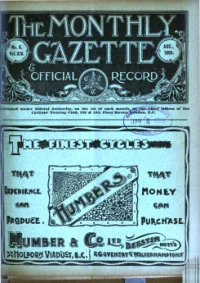 THE MONTHLY
GAZETTE
No. 8.
Vol. XIV.
AUG.,
1895.
& OFFICIAL RECORD
Published under Official Authority, on the 1st of each month, at the Chief Offices of the
Cyclists' Touring Club, 139 & 140, Fleet Street, London, E.C.
THE FINEST CYCLES
THAT
EXPERIENCE
CAN
PRODUCE.
HUMBERS
THAT
MONEY
CAN
PURCHASE.
HUMBER & CO LTD, BEESTON NOTTS
32 HOLBORN VIADUCT, E.C. & COVENTRY & WOLVERHAMPTON